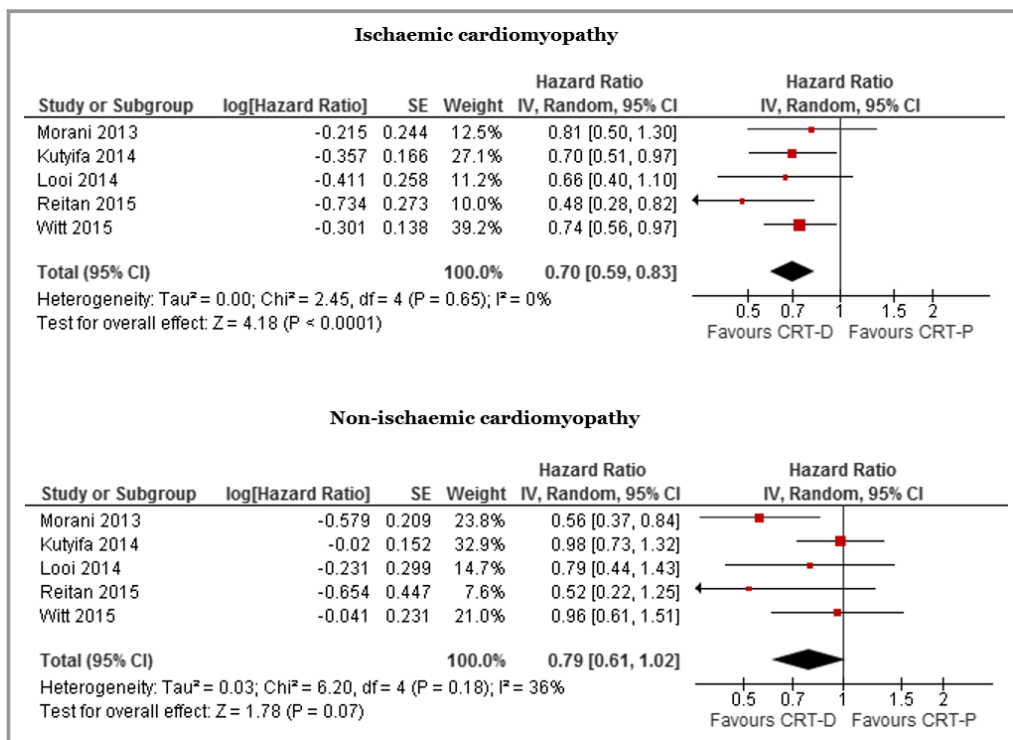 Ischaemic cardiomyopathy
Hazard Ratio Hazard Ratio
Study or Subgroup log[Hazard Ratio] SE Weight IV, Random, 95% CI IV, Random, 95% CI
Morani 2013 -0.215 0.244 12.5% 0.81 [0.50, 1.30]
Kutyifa 2014 -0.357 0.166 27.1% 0.70 [0.51, 0.97]
Looi 2014 -0.411 0.258 11.2% 0.66 [0.40, 1.10]
Reitan 2015 -0.734 0.273 10.0% 0.48 [0.28, 0.82]
Witt 2015 -0.301 0.138 39.2% 0.74 [0.56, 0.97]
Total (95% CI) 100.0% 0.70 [0.59, 0.83]
Heterogeneity: Tau² = 0.00; Chi² = 2.45, df = 4 (P = 0.65); I² = 0%
Test for overall effect: Z = 4.18 (P < 0.0001)
0.5 0.7 1 1.5 2
Favours CRT-D Favours CRT-P
Non-ischaemic cardiomyopathy
Hazard Ratio Hazard Ratio
Study or Subgroup log[Hazard Ratio] SE Weight IV, Random, 95% CI IV, Random, 95% CI
Morani 2013 -0.579 0.209 23.8% 0.56 [0.37, 0.84]
Kutyifa 2014 -0.02 0.152 32.9% 0.98 [0.73, 1.32]
Looi 2014 -0.231 0.299 14.7% 0.79 [0.44, 1.43]
Reitan 2015 -0.654 0.447 7.6% 0.52 [0.22, 1.25]
Witt 2015 -0.041 0.231 21.0% 0.96 [0.61, 1.51]
Total (95% CI) 100.0% 0.79 [0.61, 1.02]
Heterogeneity: Tau² = 0.03; Chi² = 6.20, df = 4 (P = 0.18); I² = 36%
Test for overall effect: Z = 1.78 (P = 0.07)
0.5 0.7 1 1.5 2
Favours CRT-D Favours CRT-P